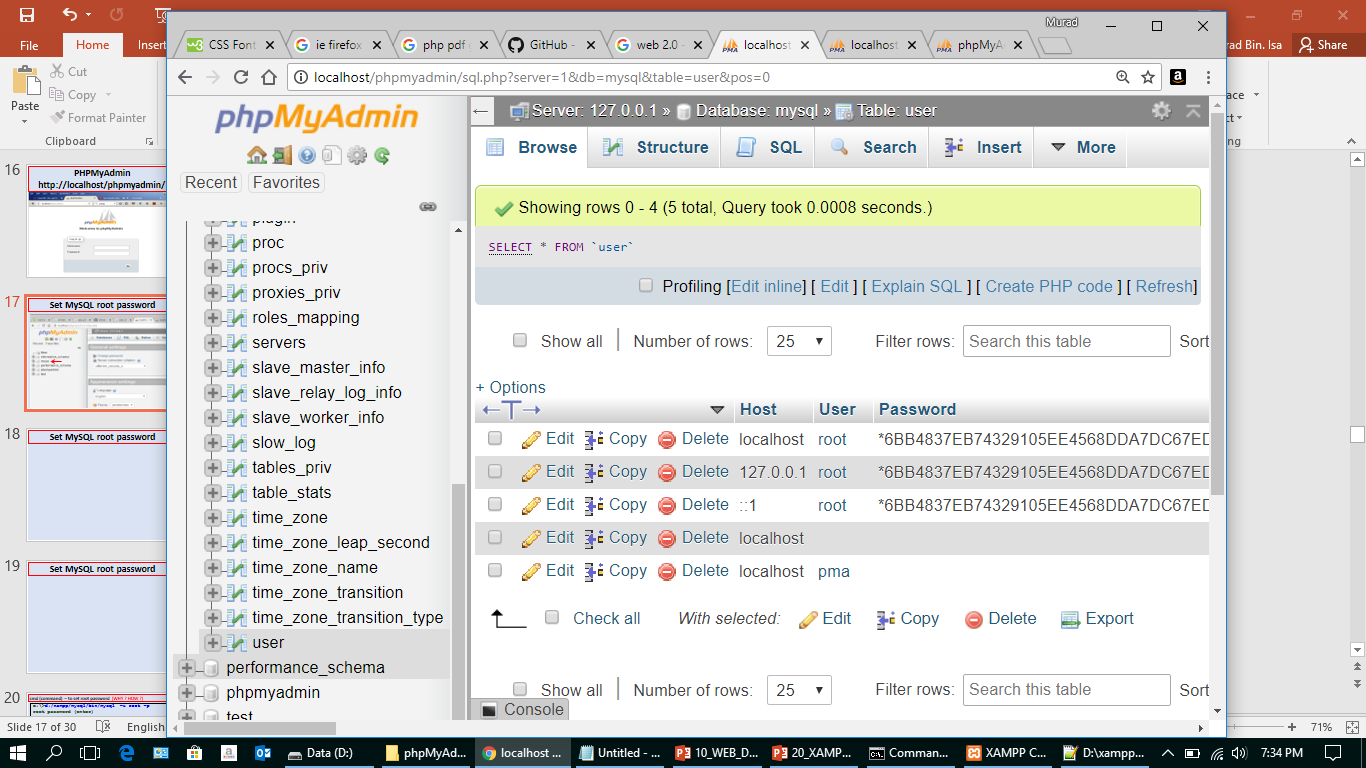 Murad
CSS Font
ie firefox
php pdf
GitHub -
web 2.0 -
localhost
localhost
phpMyA
localhost/phpmyadmin/sql.php?server=1&db=mysql&table=user&pos=0
File
Home
Insert
rad Bin. Isa
Share
Paste
Cut
Copy
Format Painter
Clipboard
16
PHPMyAdmin
http://localhost/phpmyadmin/
phpMyAdmin
Welcome to phpMyAdmin
17
Set MySQL root password
18
Set MySQL root password
19
Set MySQL root password
20
Slide 17 of 30
English
71%
phpMyAdmin
Recent
Favorites
plugin
proc
procs_priv
proxies_priv
roles_mapping
servers
slave_master_info
slave_relay_log_info
slave_worker_info
slow_log
tables_priv
table_stats
time_zone
time_zone_leap_second
time_zone_name
time_zone_transition
time_zone_transition_type
user
performance_schema
phpmyadmin
test
Server: 127.0.0.1 » Database: mysql » Table: user
Browse Structure SQL Search Insert More
Showing rows 0 - 4 (5 total, Query took 0.0008 seconds.)
SELECT * FROM `user`
Profiling [Edit inline] [ Edit ] [ Explain SQL ] [ Create PHP code ] [ Refresh]
Show all Number of rows: 25 Filter rows: Search this table Sort
+ Options
Host User Password
Edit Copy Delete localhost root *6BB4837EB74329105EE4568DDA7DC67ED
Edit Copy Delete 127.0.0.1 root *6BB4837EB74329105EE4568DDA7DC67ED
Edit Copy Delete ::1 root *6BB4837EB74329105EE4568DDA7DC67ED
Edit Copy Delete localhost
Edit Copy Delete localhost pma
Check all With selected: Edit Copy Delete Export
Show all Number of rows: 25 Filter rows: Search this table Sort
Console
Data (D:)
phpMyAd...
localhost ...
Untitled - ...
10_WEB_D...
20_XAMP...
Comman...
XAMPP C...
D:\xampp...
7:34 PM